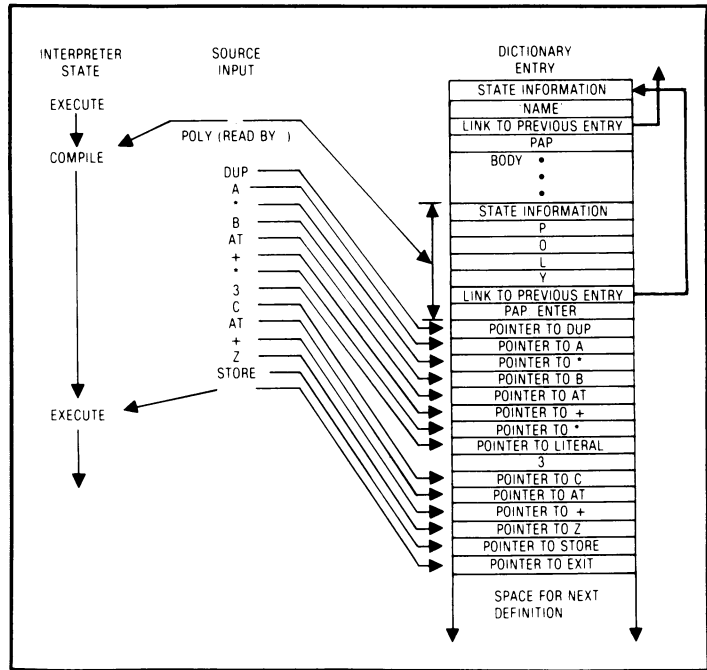 INTERPRETER STATE
EXECUTE
COMPILE
EXECUTE
SOURCE INPUT
POLY (READ BY )
DUP
A
*
B
AT
+
*
3
C
AT
+
Z
STORE
DICTIONARY ENTRY
STATE INFORMATION
'NAME'
LINK TO PREVIOUS ENTRY
PAP
BODY
STATE INFORMATION
P
O
L
Y
LINK TO PREVIOUS ENTRY
PAP ENTER
POINTER TO DUP
POINTER TO A
POINTER TO *
POINTER TO B
POINTER TO AT
POINTER TO +
POINTER TO *
POINTER TO LITERAL
3
POINTER TO C
POINTER TO AT
POINTER TO +
POINTER TO Z
POINTER TO STORE
POINTER TO EXIT
SPACE FOR NEXT
DEFINITION